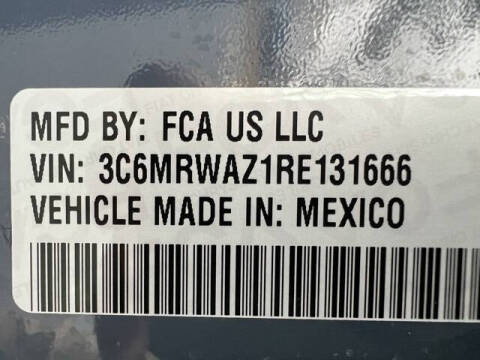 MFD BY: FCA US LLC
VIN: 3C6MRWAZ1RE131666
VEHICLE MADE IN: MEXICO